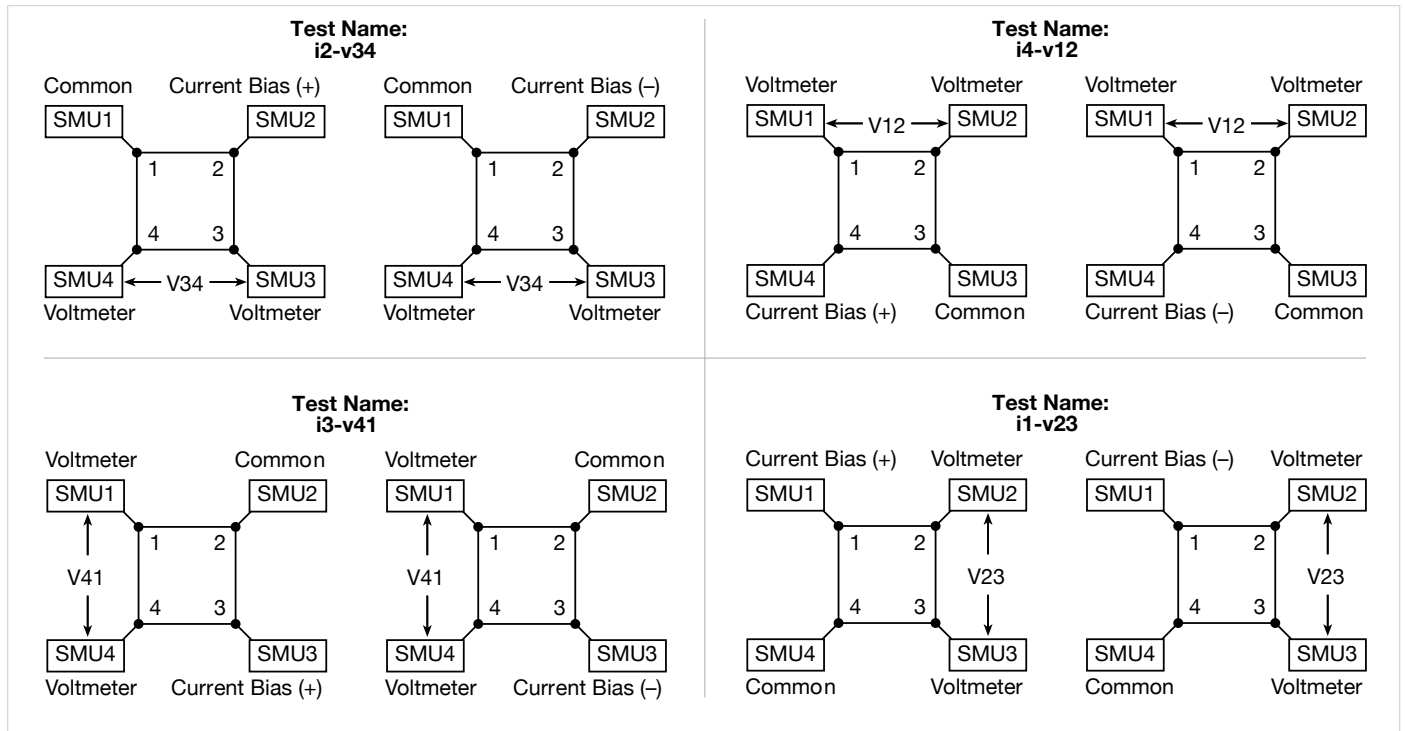 Test Name:
i2-v34
Common Current Bias (+) Common Current Bias (–)
SMU1 SMU2 SMU1 SMU2
1 2 1 2
4 3 4 3
SMU4 V34 SMU3 SMU4 V34 SMU3
Voltmeter Voltmeter Voltmeter Voltmeter
Test Name:
i4-v12
Voltmeter Voltmeter Voltmeter Voltmeter
SMU1 V12 SMU2 SMU1 V12 SMU2
1 2 1 2
4 3 4 3
SMU4 SMU3 SMU4 SMU3
Current Bias (+) Common Current Bias (–) Common
Test Name:
i3-v41
Voltmeter Common Voltmeter Common
SMU1 SMU2 SMU1 SMU2
1 2 1 2
V41 V41
4 3 4 3
SMU4 SMU3 SMU4 SMU3
Voltmeter Current Bias (+) Voltmeter Current Bias (–)
Test Name:
i1-v23
Current Bias (+) Voltmeter Current Bias (–) Voltmeter
SMU1 SMU2 SMU1 SMU2
1 2 1 2
V23 V23
4 3 4 3
SMU4 SMU3 SMU4 SMU3
Common Voltmeter Common Voltmeter